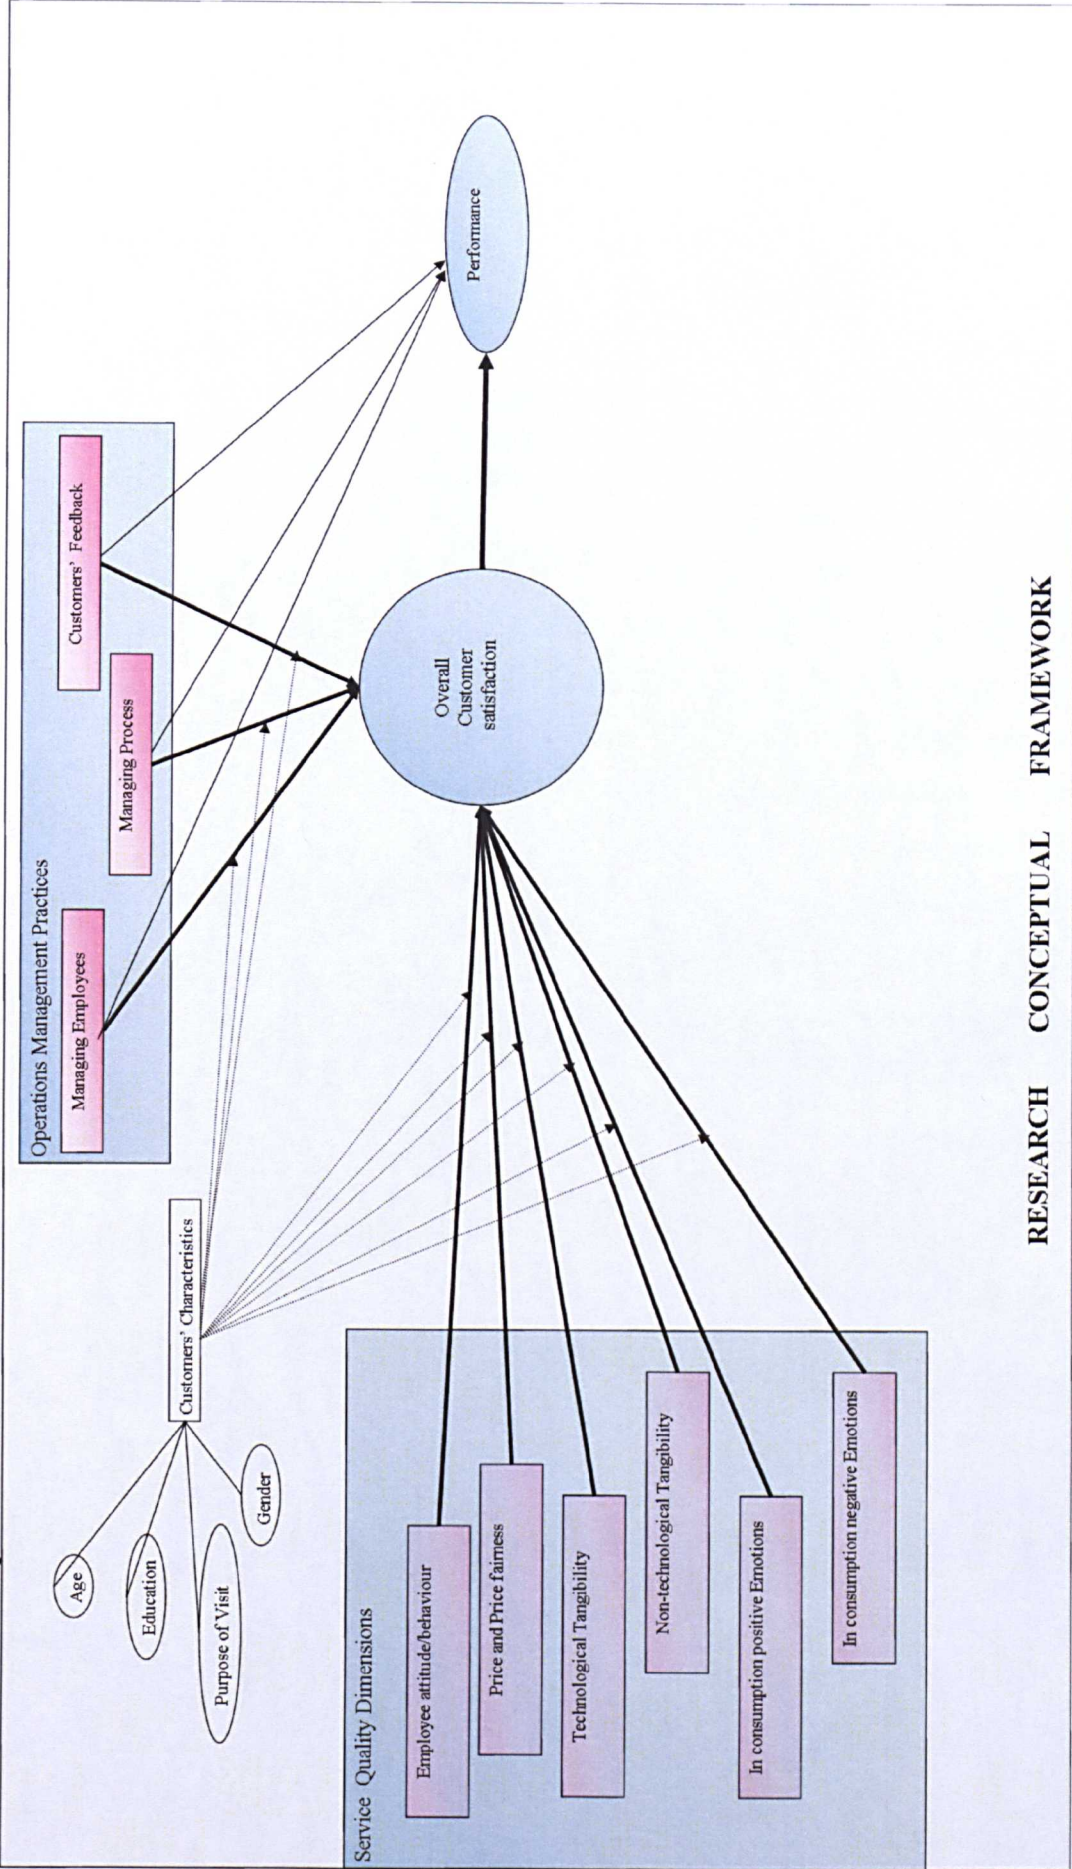 Operations Management Practices
Managing Employees
Managing Process
Customers' Feedback
Age
Education
Purpose of Visit
Gender
Customers' Characteristics
Service Quality Dimensions
Employee attitude/behaviour
Price and Price fairness
Technological Tangibility
Non-technological Tangibility
In consumption positive Emotions
In consumption negative Emotions
Overall
Customer
satisfaction
Performance
RESEARCH CONCEPTUAL FRAMEWORK